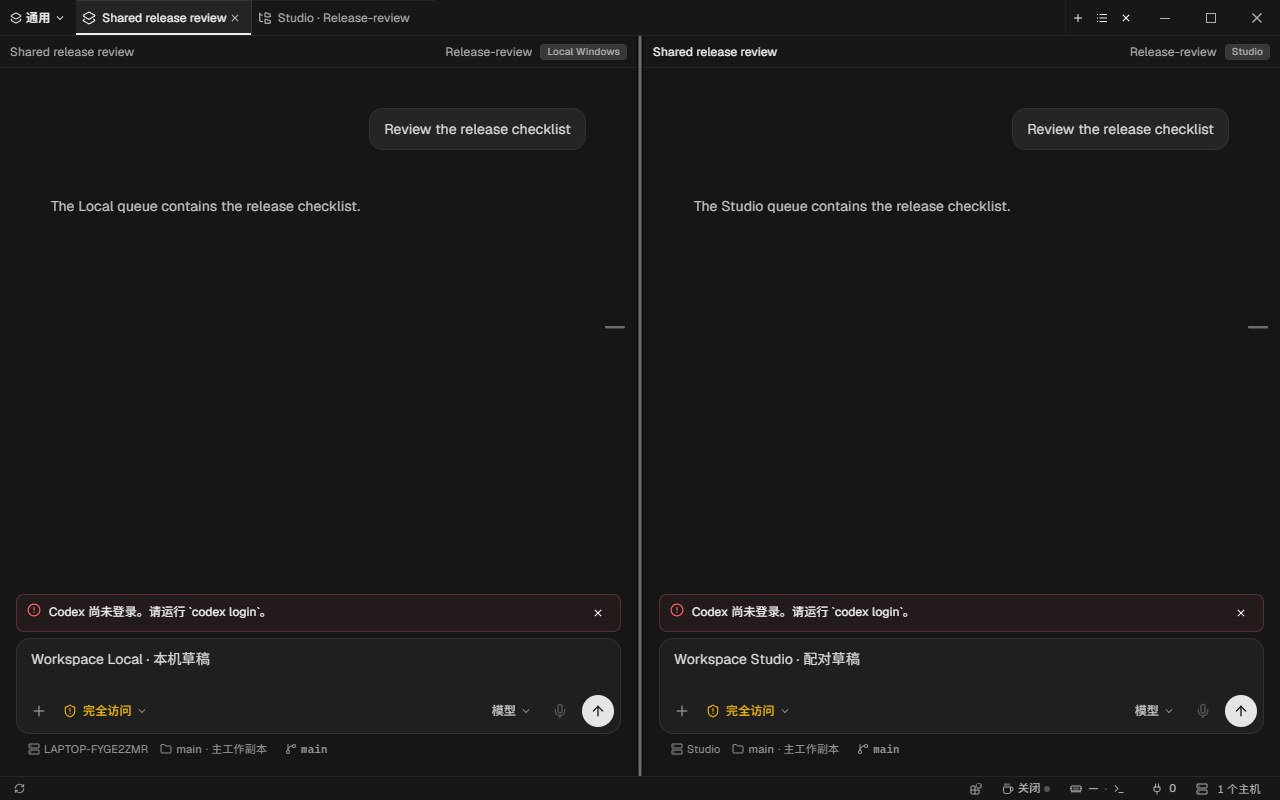 通用
Shared release review
Studio · Release-review
Shared release review
Release-review
Local Windows
Review the release checklist
The Local queue contains the release checklist.
Codex 尚未登录。请运行 `codex login`。
Workspace Local · 本机草稿
完全访问
模型
LAPTOP-FYGE2ZMR
main · 主工作副本
main
Shared release review
Release-review
Studio
Review the release checklist
The Studio queue contains the release checklist.
Codex 尚未登录。请运行 `codex login`。
Workspace Studio · 配对草稿
完全访问
模型
Studio
main · 主工作副本
main
关闭
— ·
0
1 个主机